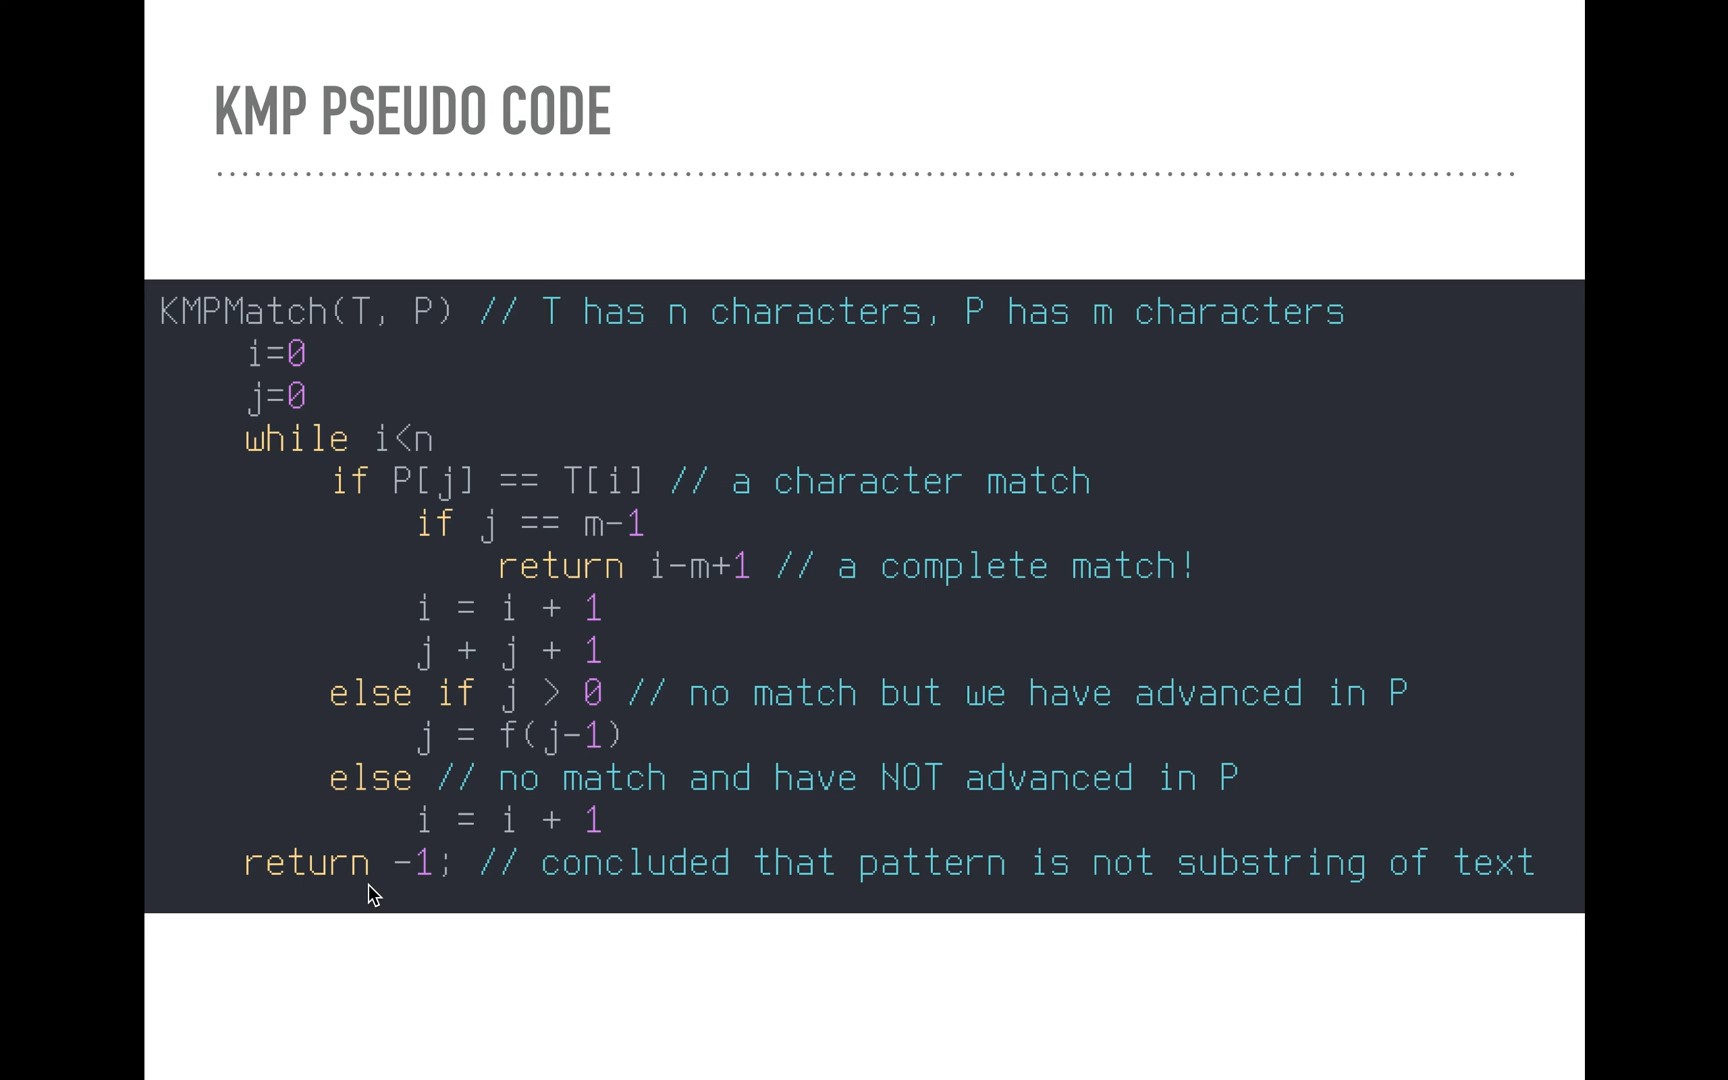 KMP PSEUDO CODE
KMPMatch(T, P) // T has n characters, P has m characters
i=0
j=0
while i<n
if P[j] == T[i] // a character match
if j == m-1
return i-m+1 // a complete match!
i = i + 1
j + j + 1
else if j > 0 // no match but we have advanced in P
j = f(j-1)
else // no match and have NOT advanced in P
i = i + 1
return -1; // concluded that pattern is not substring of text